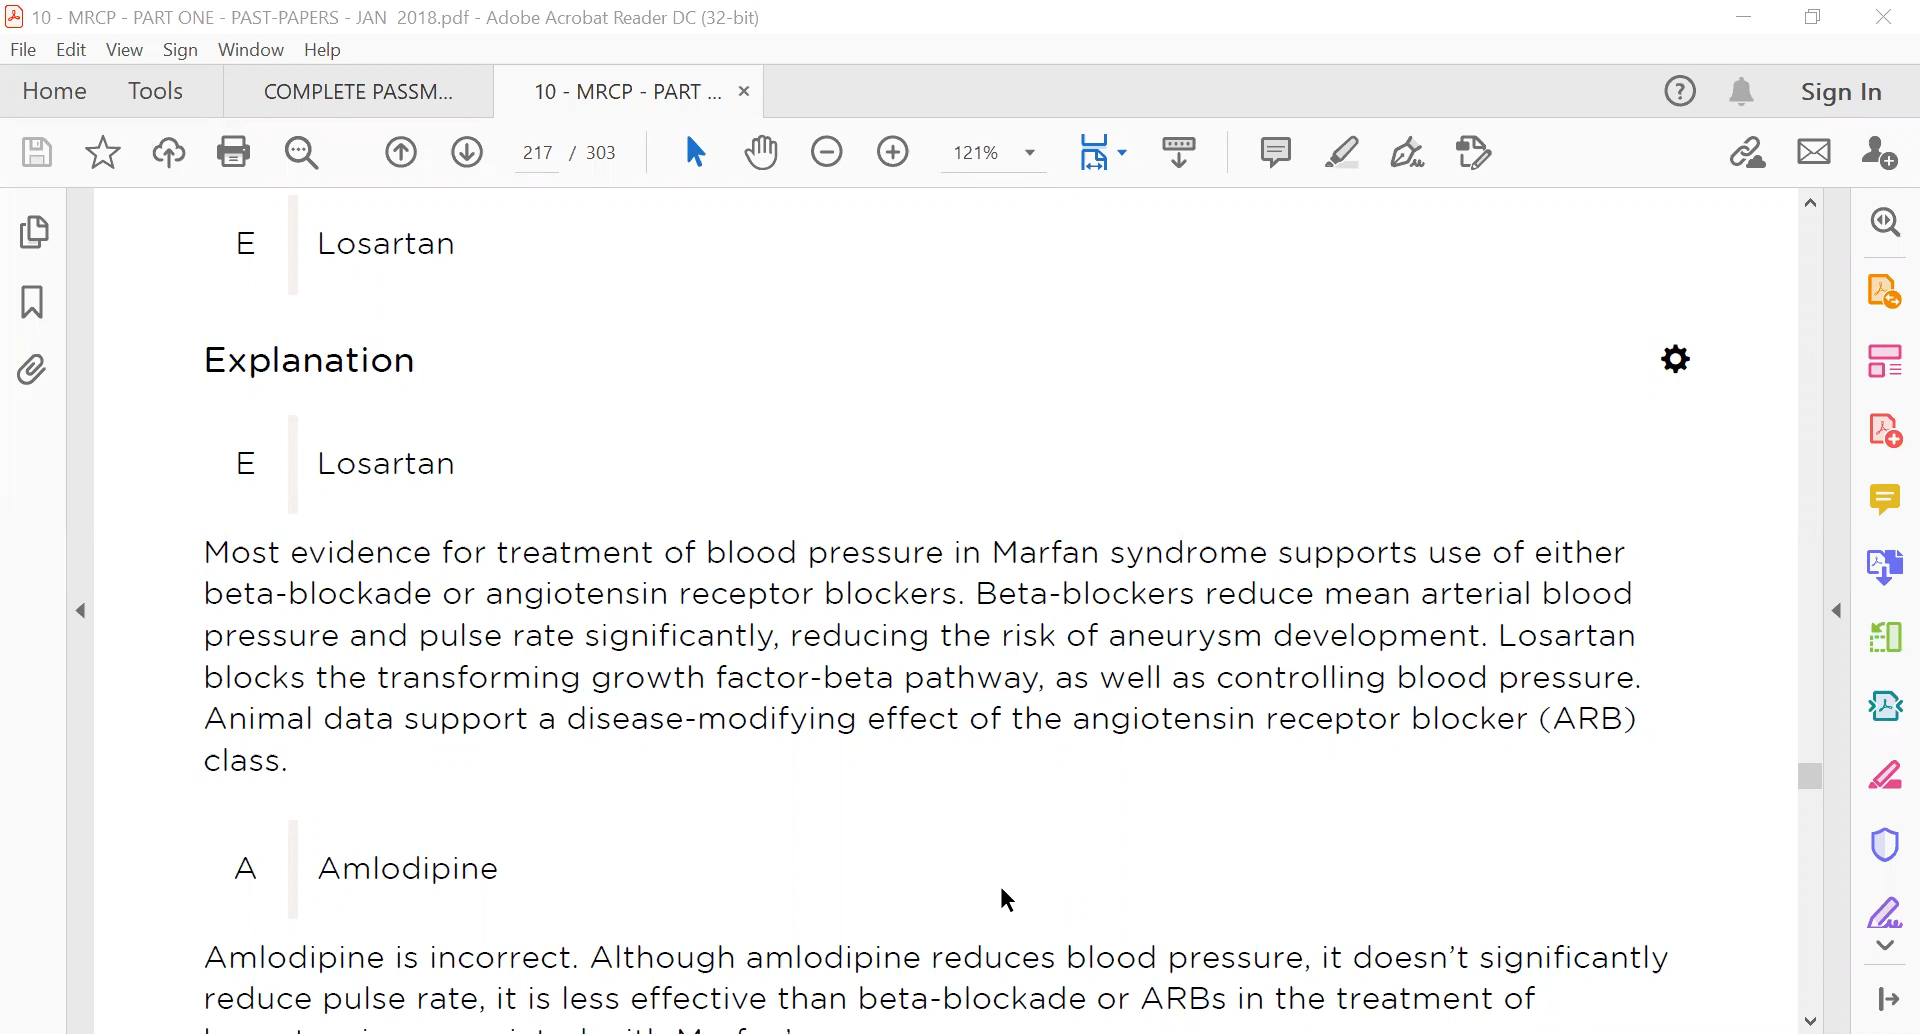 10 - MRCP - PART ONE - PAST-PAPERS - JAN 2018.pdf - Adobe Acrobat Reader DC (32-bit)
File Edit View Sign Window Help
Home Tools COMPLETE PASSM... 10 - MRCP - PART ... × Sign In
217 / 303 121%
E Losartan
Explanation
E Losartan
Most evidence for treatment of blood pressure in Marfan syndrome supports use of either
beta-blockade or angiotensin receptor blockers. Beta-blockers reduce mean arterial blood
pressure and pulse rate significantly, reducing the risk of aneurysm development. Losartan
blocks the transforming growth factor-beta pathway, as well as controlling blood pressure.
Animal data support a disease-modifying effect of the angiotensin receptor blocker (ARB)
class.
A Amlodipine
Amlodipine is incorrect. Although amlodipine reduces blood pressure, it doesn't significantly
reduce pulse rate, it is less effective than beta-blockade or ARBs in the treatment of